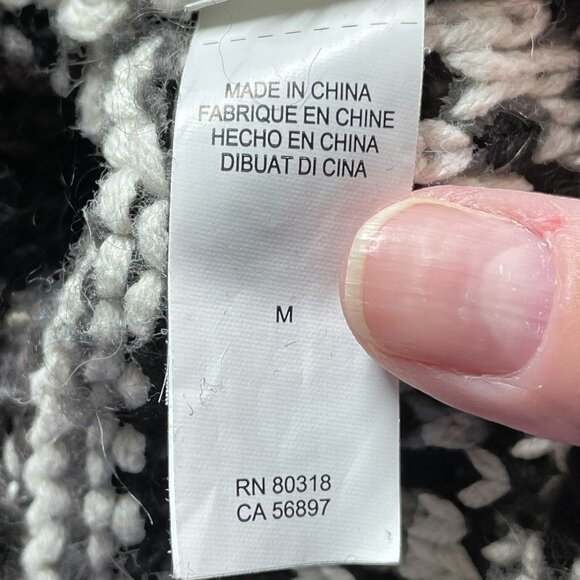 MADE IN CHINA
FABRIQUE EN CHINE
HECHO EN CHINA
DIBUAT DI CINA
M
RN 80318
CA 56897